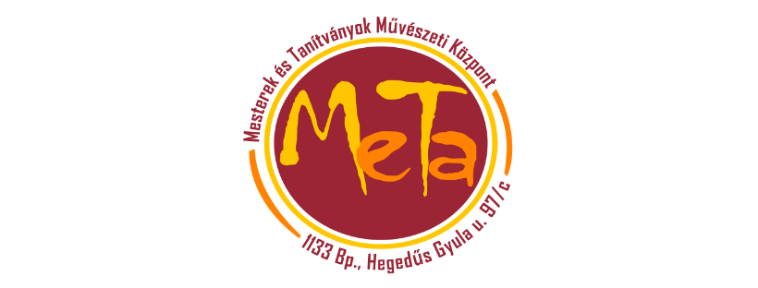 Mesterek és Tanítványok Művészeti Központ
MeTa
1133 Bp., Hegedűs Gyula u. 97/c